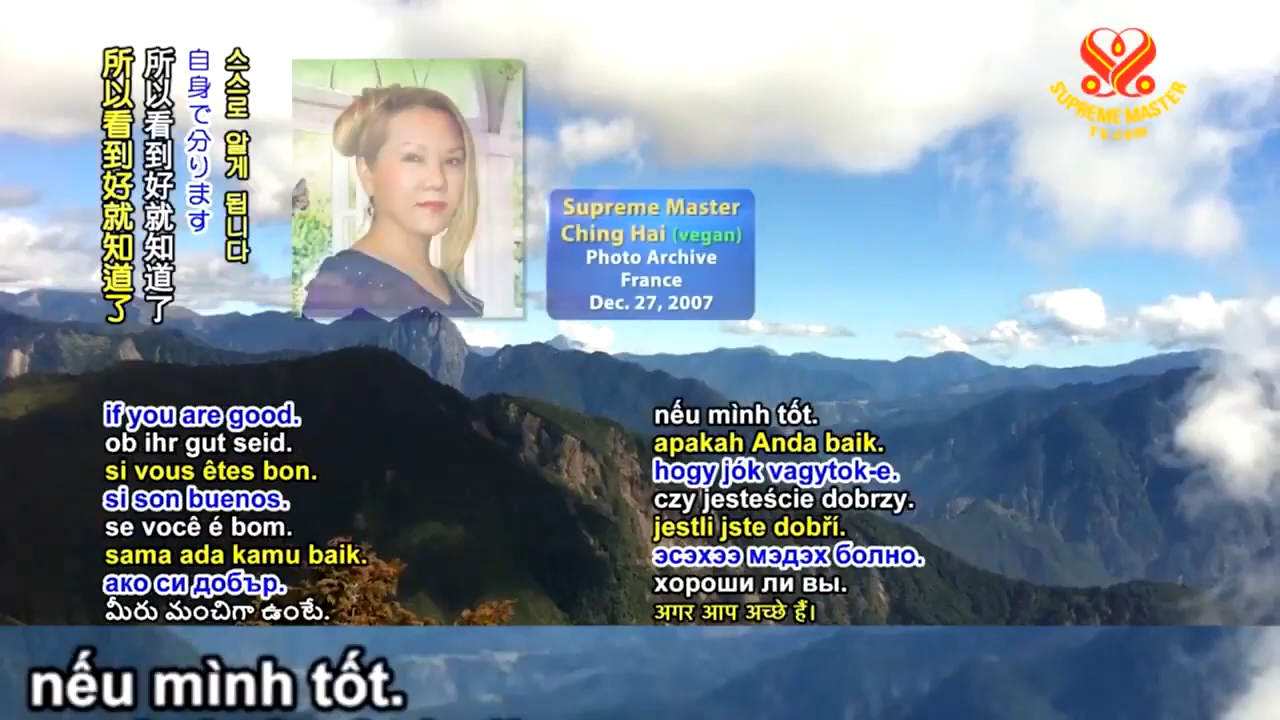 所以看到好就知道了
所以看到好就知道了
自身で分ります
스스로 알게 됩니다
SUPREME MASTER
TV.COM
Supreme Master
Ching Hai (vegan)
Photo Archive
France
Dec. 27, 2007
if you are good.
ob ihr gut seid.
si vous êtes bon.
si son buenos.
se você é bom.
sama ada kamu baik.
ако си добър.
మీరు మంచిగా ఉంటే.
nếu mình tốt.
apakah Anda baik.
hogy jók vagytok-e.
czy jesteście dobrzy.
jestli jste dobří.
эсэхээ мэдэх болно.
хороши ли вы.
अगर आप अच्छे हैं।
nếu mình tốt.